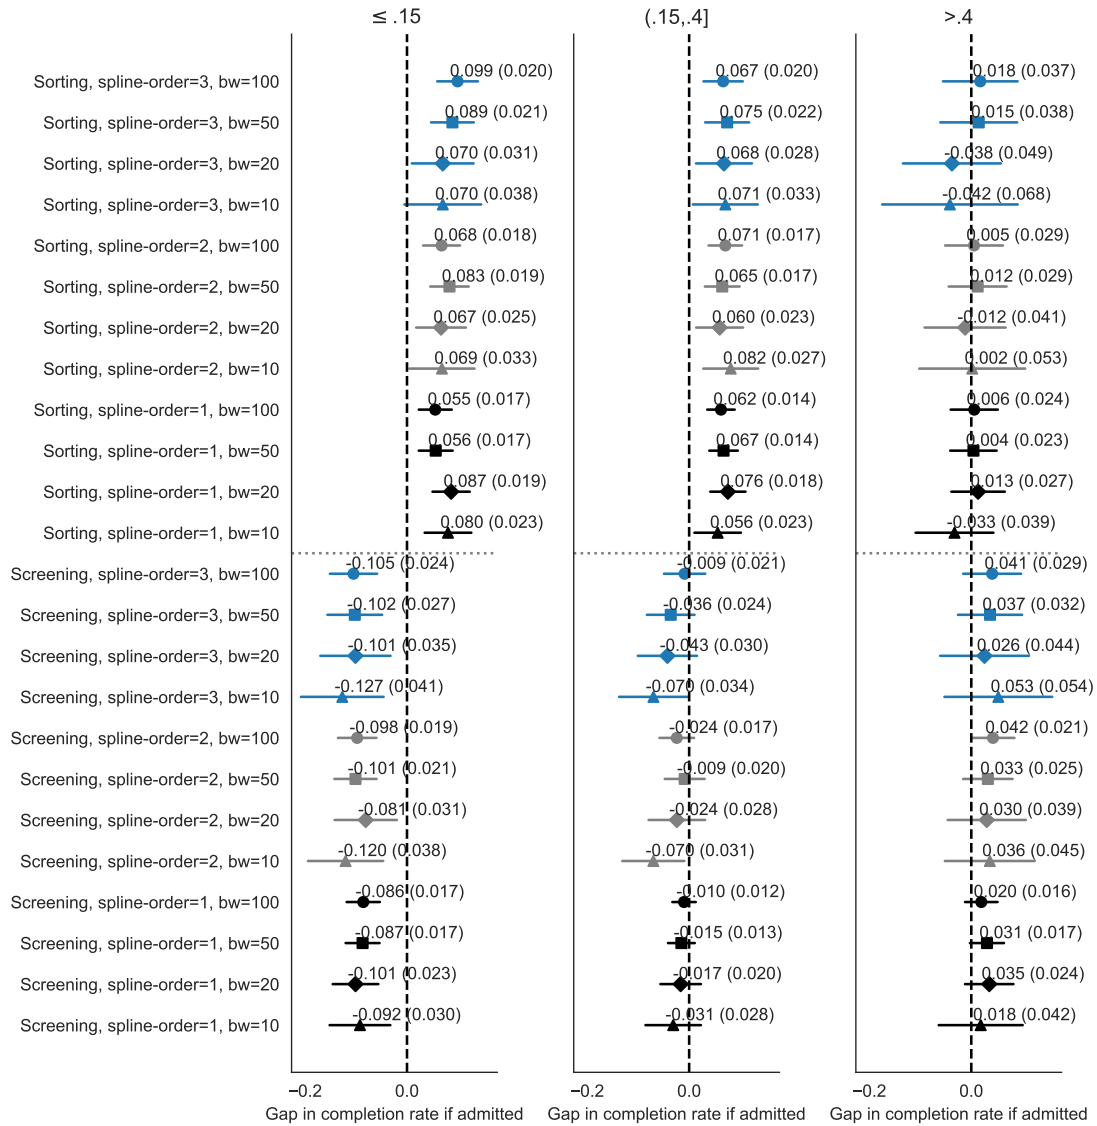 ≤ .15 (.15,.4] >.4
Sorting, spline-order=3, bw=100 0.099 (0.020) 0.067 (0.020) 0.018 (0.037)
Sorting, spline-order=3, bw=50 0.089 (0.021) 0.075 (0.022) 0.015 (0.038)
Sorting, spline-order=3, bw=20 0.070 (0.031) 0.068 (0.028) -0.038 (0.049)
Sorting, spline-order=3, bw=10 0.070 (0.038) 0.071 (0.033) -0.042 (0.068)
Sorting, spline-order=2, bw=100 0.068 (0.018) 0.071 (0.017) 0.005 (0.029)
Sorting, spline-order=2, bw=50 0.083 (0.019) 0.065 (0.017) 0.012 (0.029)
Sorting, spline-order=2, bw=20 0.067 (0.025) 0.060 (0.023) -0.012 (0.041)
Sorting, spline-order=2, bw=10 0.069 (0.033) 0.082 (0.027) 0.002 (0.053)
Sorting, spline-order=1, bw=100 0.055 (0.017) 0.062 (0.014) 0.006 (0.024)
Sorting, spline-order=1, bw=50 0.056 (0.017) 0.067 (0.014) 0.004 (0.023)
Sorting, spline-order=1, bw=20 0.087 (0.019) 0.076 (0.018) 0.013 (0.027)
Sorting, spline-order=1, bw=10 0.080 (0.023) 0.056 (0.023) -0.033 (0.039)
Screening, spline-order=3, bw=100 -0.105 (0.024) -0.009 (0.021) 0.041 (0.029)
Screening, spline-order=3, bw=50 -0.102 (0.027) -0.036 (0.024) 0.037 (0.032)
Screening, spline-order=3, bw=20 -0.101 (0.035) -0.043 (0.030) 0.026 (0.044)
Screening, spline-order=3, bw=10 -0.127 (0.041) -0.070 (0.034) 0.053 (0.054)
Screening, spline-order=2, bw=100 -0.098 (0.019) -0.024 (0.017) 0.042 (0.021)
Screening, spline-order=2, bw=50 -0.101 (0.021) -0.009 (0.020) 0.033 (0.025)
Screening, spline-order=2, bw=20 -0.081 (0.031) -0.024 (0.028) 0.030 (0.039)
Screening, spline-order=2, bw=10 -0.120 (0.038) -0.070 (0.031) 0.036 (0.045)
Screening, spline-order=1, bw=100 -0.086 (0.017) -0.010 (0.012) 0.020 (0.016)
Screening, spline-order=1, bw=50 -0.087 (0.017) -0.015 (0.013) 0.031 (0.017)
Screening, spline-order=1, bw=20 -0.101 (0.023) -0.017 (0.020) 0.035 (0.024)
Screening, spline-order=1, bw=10 -0.092 (0.030) -0.031 (0.028) 0.018 (0.042)
−0.2 0.0 −0.2 0.0 −0.2 0.0
Gap in completion rate if admitted Gap in completion rate if admitted Gap in completion rate if admitted